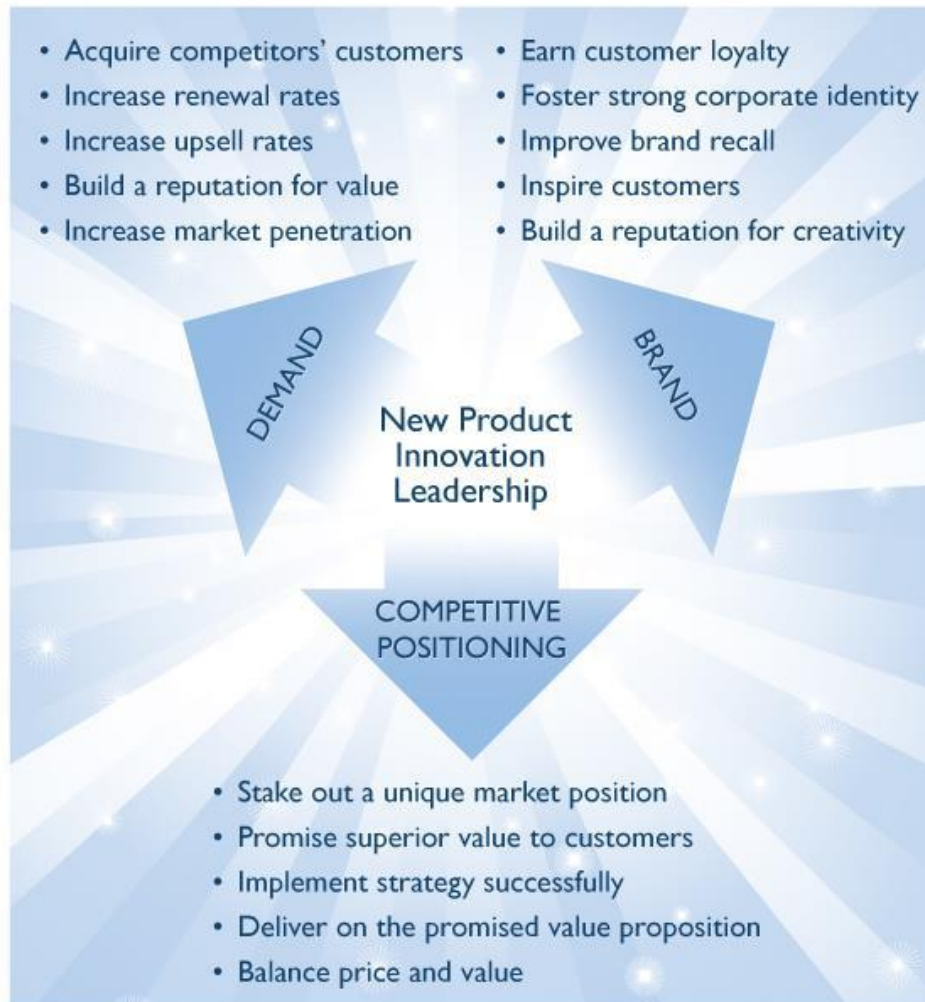 • Acquire competitors' customers
• Increase renewal rates
• Increase upsell rates
• Build a reputation for value
• Increase market penetration
• Earn customer loyalty
• Foster strong corporate identity
• Improve brand recall
• Inspire customers
• Build a reputation for creativity
DEMAND
BRAND
New Product
Innovation
Leadership
COMPETITIVE
POSITIONING
• Stake out a unique market position
• Promise superior value to customers
• Implement strategy successfully
• Deliver on the promised value proposition
• Balance price and value